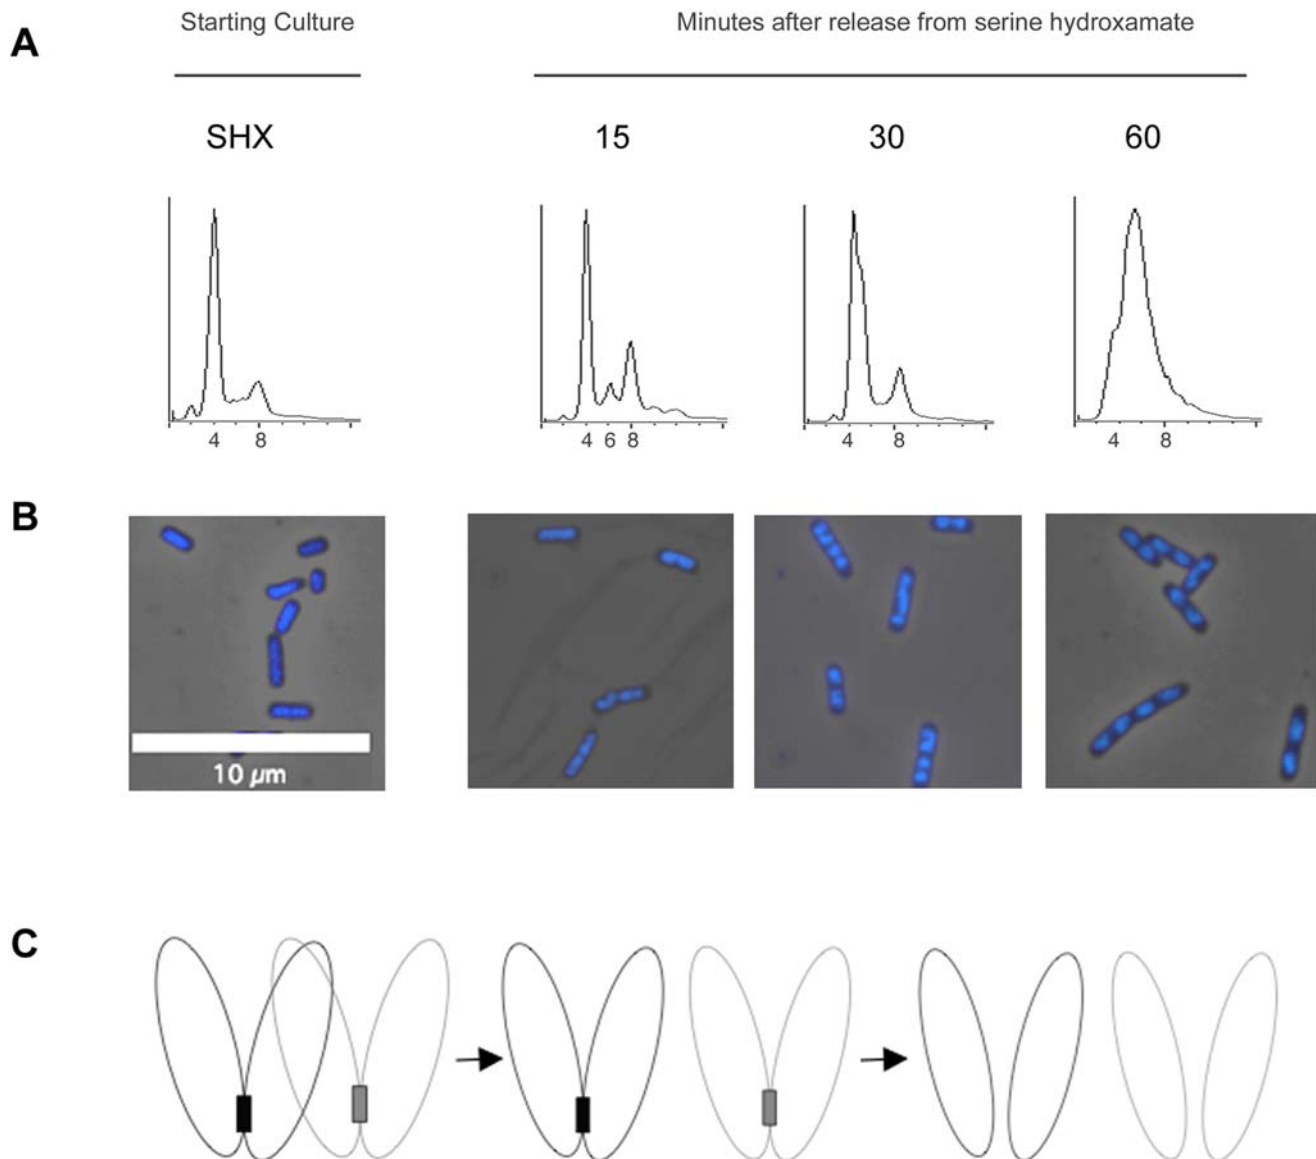 A
Starting Culture
Minutes after release from serine hydroxamate
SHX
15
30
60
4 8
4 6 8
4 8
4 8
B
10 µm
C